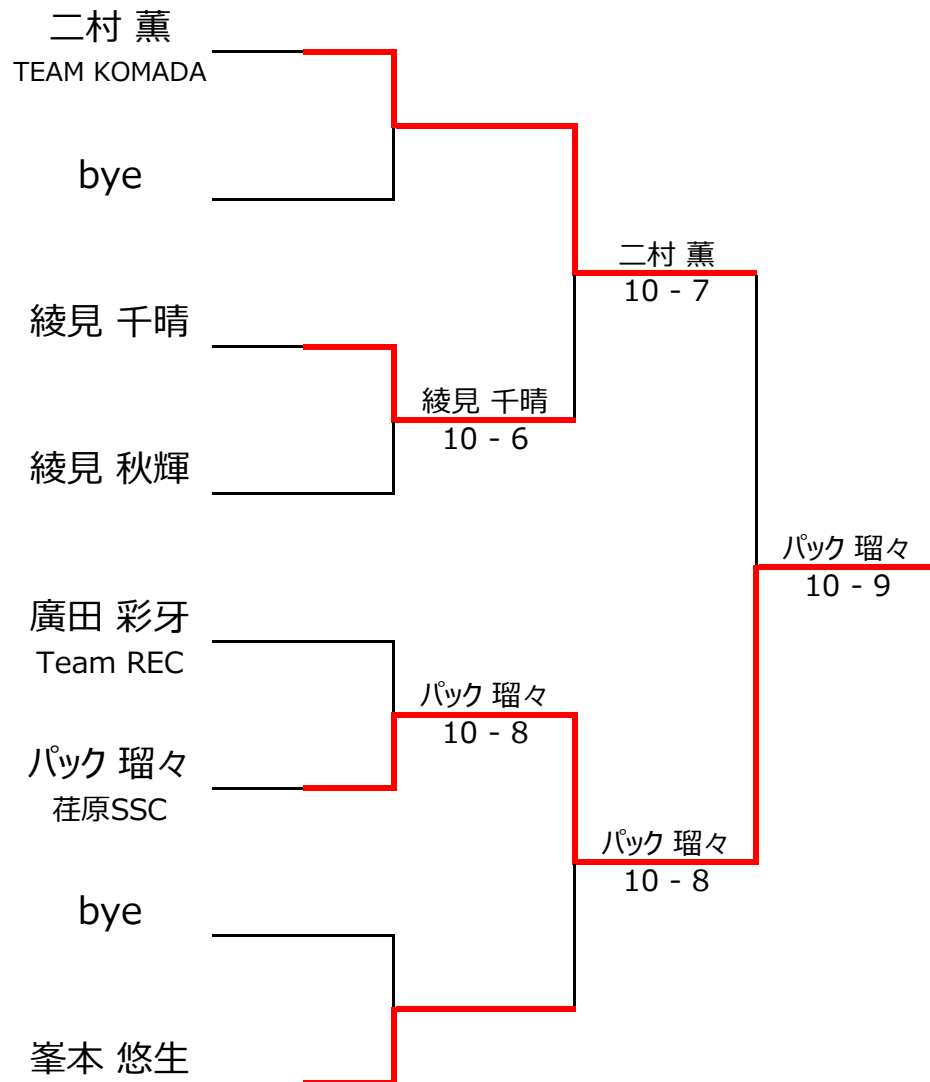 二村 薫
TEAM KOMADA
bye
二村 薫
10 - 7
綾見 千晴
綾見 千晴
10 - 6
綾見 秋輝
パック 瑠々
10 - 9
廣田 彩牙
Team REC
パック 瑠々
10 - 8
パック 瑠々
荏原SSC
パック 瑠々
10 - 8
bye
峯本 悠生